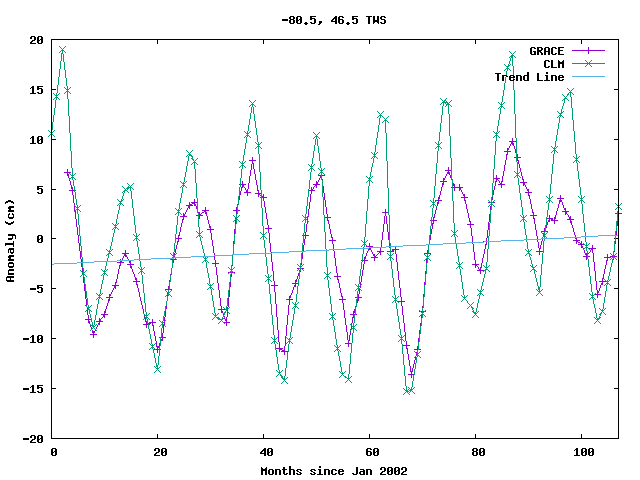 -80.5, 46.5 TWS
GRACE
CLM
Trend Line
20
15
10
5
0
-5
-10
-15
-20
Anomaly (cm)
0 20 40 60 80 100
Months since Jan 2002